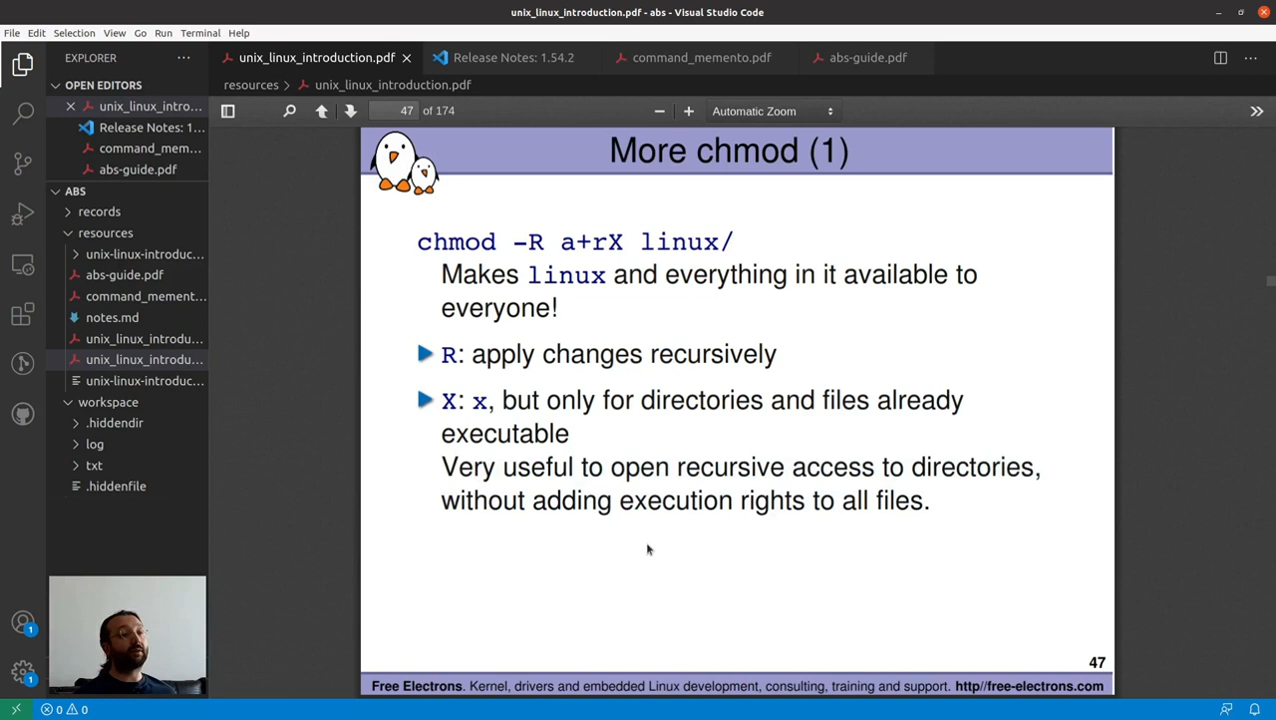 unix_linux_introduction.pdf - abs - Visual Studio Code
File Edit Selection View Go Run Terminal Help
EXPLORER
unix_linux_introduction.pdf
Release Notes: 1.54.2
command_memento.pdf
abs-guide.pdf
OPEN EDITORS
resources > unix_linux_introduction.pdf
unix_linux_intro...
Release Notes: 1...
command_mem...
abs-guide.pdf
47 of 174
Automatic Zoom
ABS
records
resources
unix-linux-introduc...
abs-guide.pdf
command_mement...
notes.md
unix_linux_introdu...
unix_linux_introdu...
unix-linux-introduc...
workspace
.hiddendir
log
txt
.hiddenfile
More chmod (1)
chmod -R a+rX linux/
Makes linux and everything in it available to
everyone!
R: apply changes recursively
X: x, but only for directories and files already
executable
Very useful to open recursive access to directories,
without adding execution rights to all files.
47
Free Electrons. Kernel, drivers and embedded Linux development, consulting, training and support. http//free-electrons.com
1
1
0 0